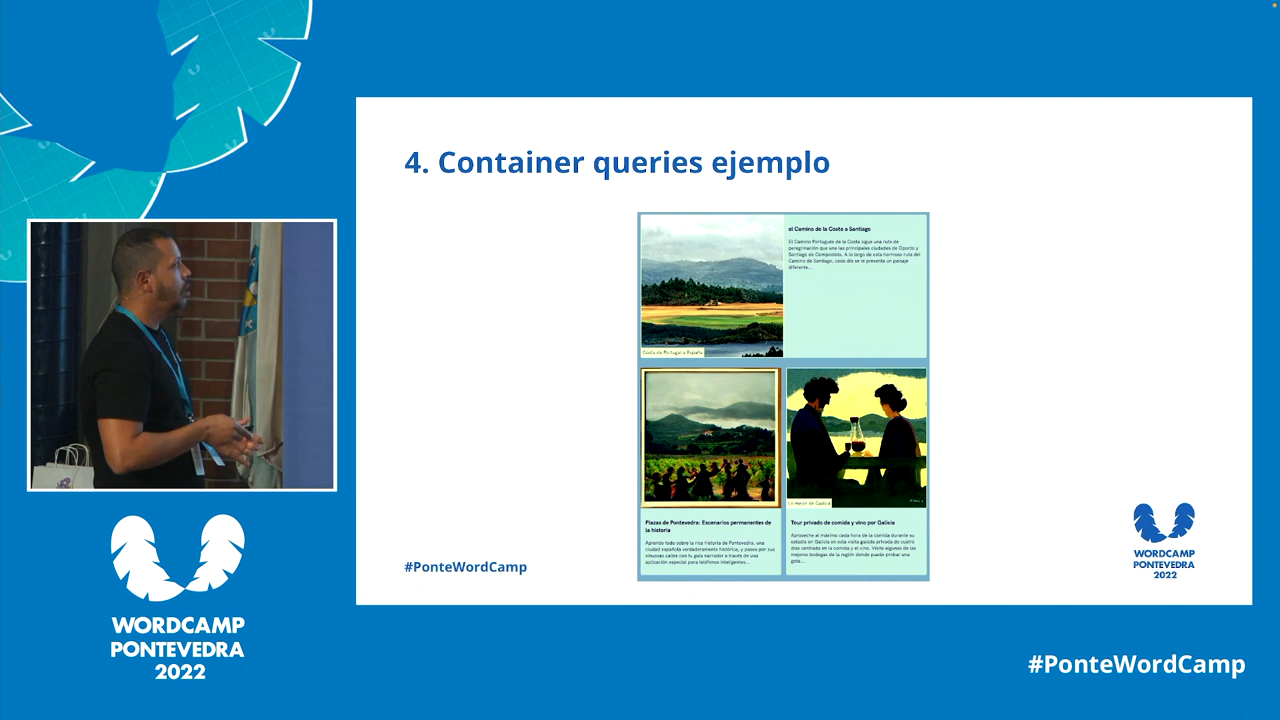 4. Container queries ejemplo
el Camino de la Costa a Santiago
El Camino Portugués de la Costa sigue una ruta de
peregrinación que une las principales ciudades de Oporto y
Santiago de Compostela. A lo largo de esta hermosa ruta del
Camino de Santiago, cada día se le presenta un paisaje
diferente...
Costa de Portugal a España
Lo mejor de Galicia
Plazas de Pontevedra: Escenarios permanentes de
la historia
Aprende todo sobre la rica historia de Pontevedra, una
ciudad española verdaderamente histórica, y pasea por sus
sinuosas calles con tu guía narrador a través de una
aplicación especial para teléfonos inteligentes...
Tour privado de comida y vino por Galicia
Aproveche al máximo cada hora de la comida durante su
estadía en Galicia en esta visita guiada privada de cuatro
días centrada en la comida y el vino. Visite algunas de las
mejores bodegas de la región donde puede probar una
gota...
#PonteWordCamp
WORDCAMP
PONTEVEDRA
2022
WORDCAMP
PONTEVEDRA
2022
#PonteWordCamp